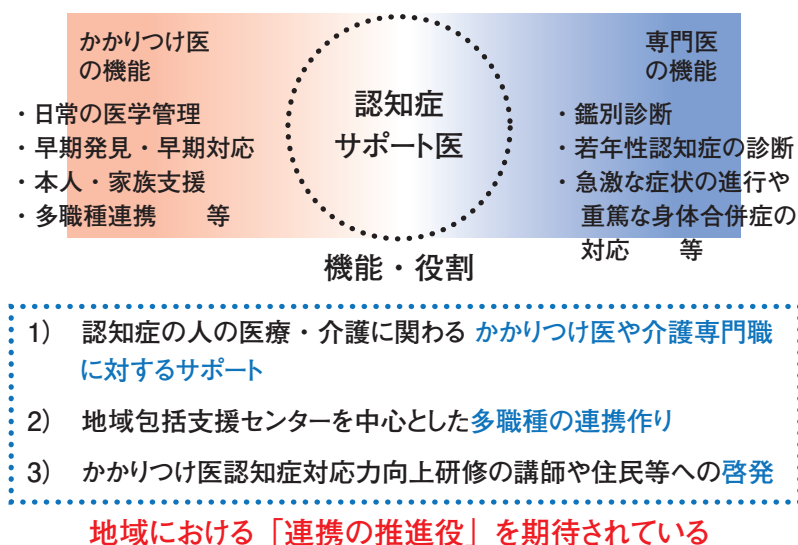 かかりつけ医
の機能
・日常の医学管理
・早期発見・早期対応
・本人・家族支援
・多職種連携　等
認知症
サポート医
専門医
の機能
・鑑別診断
・若年性認知症の診断
・急激な症状の進行や
重篤な身体合併症の
対応　等
機能・役割
1)　認知症の人の医療・介護に関わる かかりつけ医や介護専門職
に対するサポート
2)　地域包括支援センターを中心とした多職種の連携作り
3)　かかりつけ医認知症対応力向上研修の講師や住民等への啓発
地域における「連携の推進役」を期待されている